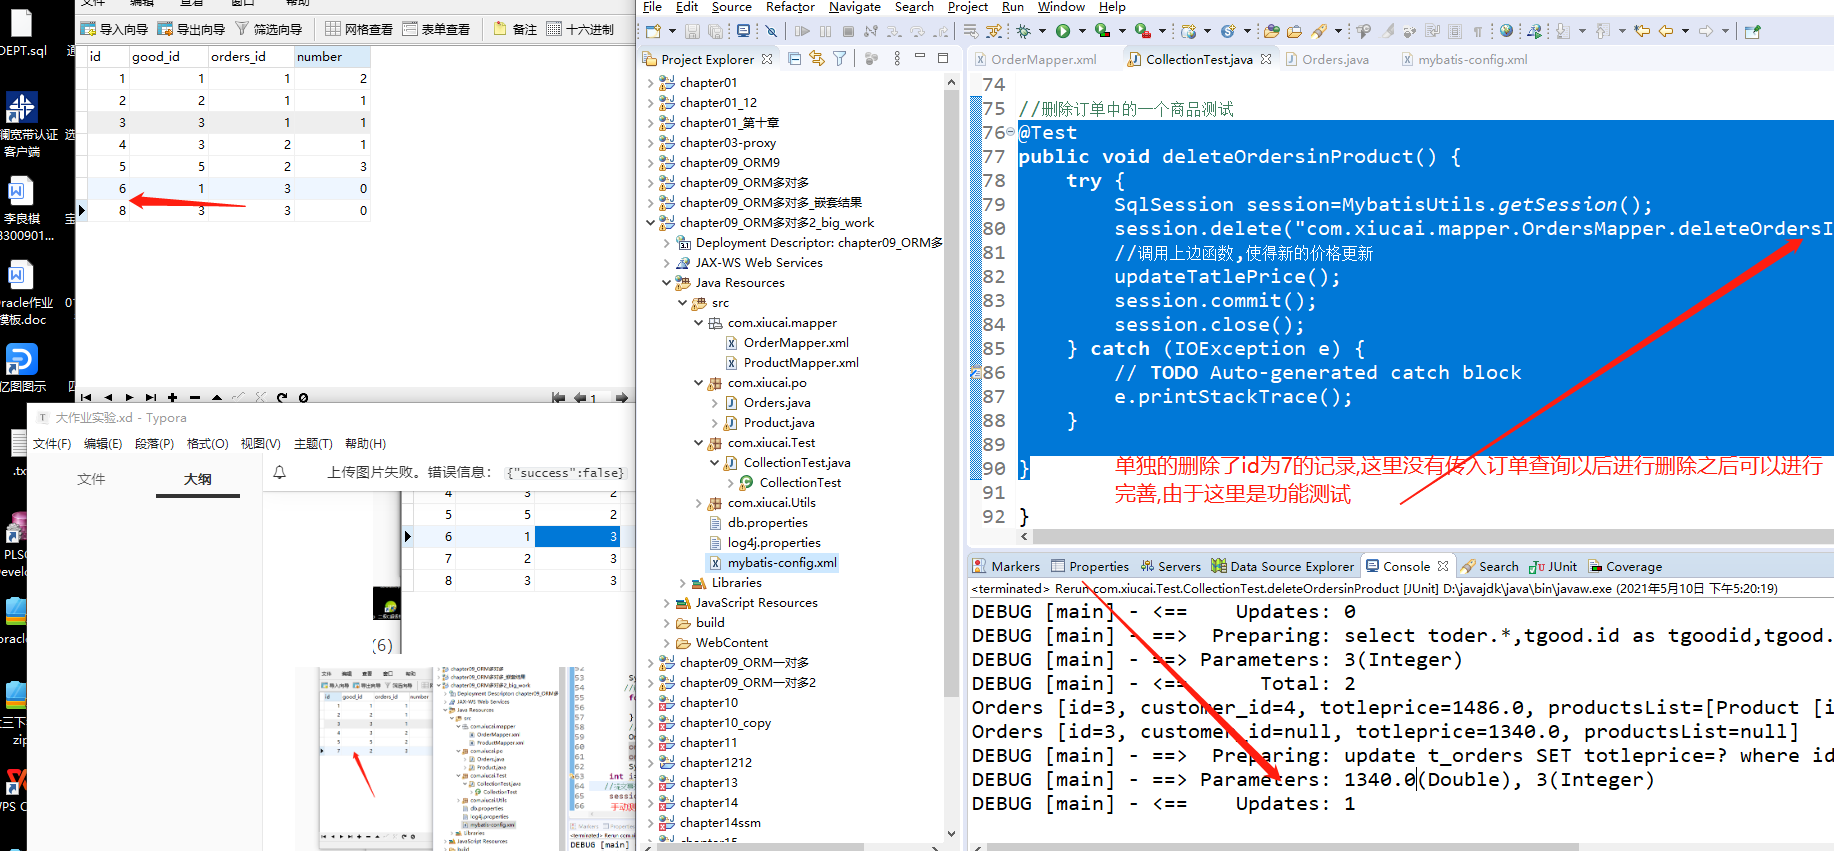 文件
编辑
查看
窗口
帮助
导入向导 导出向导 筛选向导 网格查看 表单查看 备注 十六进制
id good_id orders_id number
1 1 1 2
2 2 1 1
3 3 1 1
4 3 2 1
5 5 2 3
6 1 3 0
8 3 3 0
1
DEPT.sql
客户端
李良棋
3300901...
模板.doc
亿图图示
.tx
大作业实验.xd - Typora
文件(F) 编辑(E) 段落(P) 格式(O) 视图(V) 主题(T) 帮助(H)
文件 大纲
上传图片失败。错误信息： {"success":false}
4 3 2
5 5 2
6 1 3
7 2 3
8 3 3
(6)
File Edit Source Refactor Navigate Search Project Run Window Help
Project Explorer
chapter01
chapter01_12
chapter01_第十章
chapter03-proxy
chapter09_ORM9
chapter09_ORM多对多
chapter09_ORM多对多_嵌套结果
chapter09_ORM多对多2_big_work
Deployment Descriptor: chapter09_ORM多
JAX-WS Web Services
Java Resources
src
com.xiucai.mapper
OrderMapper.xml
ProductMapper.xml
com.xiucai.po
Orders.java
Product.java
com.xiucai.Test
CollectionTest.java
CollectionTest
com.xiucai.Utils
db.properties
log4j.properties
mybatis-config.xml
Libraries
JavaScript Resources
build
WebContent
chapter09_ORM一对多
chapter09_ORM一对多2
chapter10
chapter10_copy
chapter11
chapter1212
chapter13
chapter14
chapter14ssm
chapter15
OrderMapper.xml CollectionTest.java Orders.java mybatis-config.xml
74
75 //删除订单中的一个商品测试
76 @Test
77 public void deleteOrdersinProduct() {
78 try {
79 SqlSession session=MybatisUtils.getSession();
80 session.delete("com.xiucai.mapper.OrdersMapper.deleteOrdersI
81 //调用上边函数,使得新的价格更新
82 updateTatlePrice();
83 session.commit();
84 session.close();
85 } catch (IOException e) {
86 // TODO Auto-generated catch block
87 e.printStackTrace();
88 }
89
90 }
单独的删除了id为7的记录,这里没有传入订单查询以后进行删除之后可以进行
完善,由于这里是功能测试
91
92 }
Markers Properties Servers Data Source Explorer Console Search JUnit Coverage
<terminated> Rerun com.xiucai.Test.CollectionTest.deleteOrdersinProduct [JUnit] D:\javajdk\java\bin\javaw.exe (2021年5月10日 下午5:20:19)
DEBUG [main] - <== Updates: 0
DEBUG [main] - ==> Preparing: select toder.*,tgood.id as tgoodid,tgood.
DEBUG [main] - ==> Parameters: 3(Integer)
DEBUG [main] - <== Total: 2
Orders [id=3, customer_id=4, totleprice=1486.0, productsList=[Product [i
Orders [id=3, customer_id=null, totleprice=1340.0, productsList=null]
DEBUG [main] - ==> Preparing: update t_orders SET totleprice=? where id
DEBUG [main] - ==> Parameters: 1340.0(Double), 3(Integer)
DEBUG [main] - <== Updates: 1